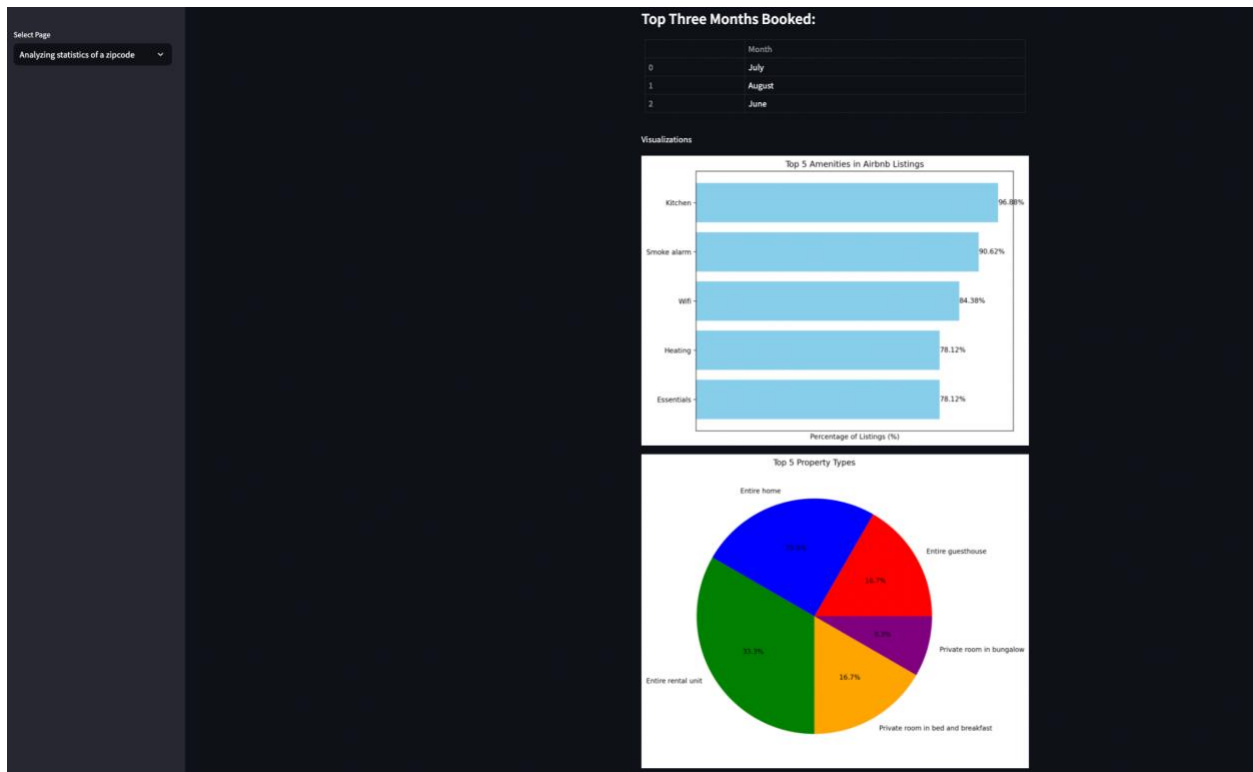 Select Page
Analyzing statistics of a zipcode
Top Three Months Booked:
Month
0 July
1 August
2 June
Visualizations
Top 5 Amenities in Airbnb Listings
Kitchen 96.88%
Smoke alarm 90.62%
Wifi 84.38%
Heating 78.12%
Essentials 78.12%
Percentage of Listings (%)
Top 5 Property Types
Entire home
Entire guesthouse
16.7%
Private room in bungalow
33.3%
Entire rental unit
16.7%
Private room in bed and breakfast